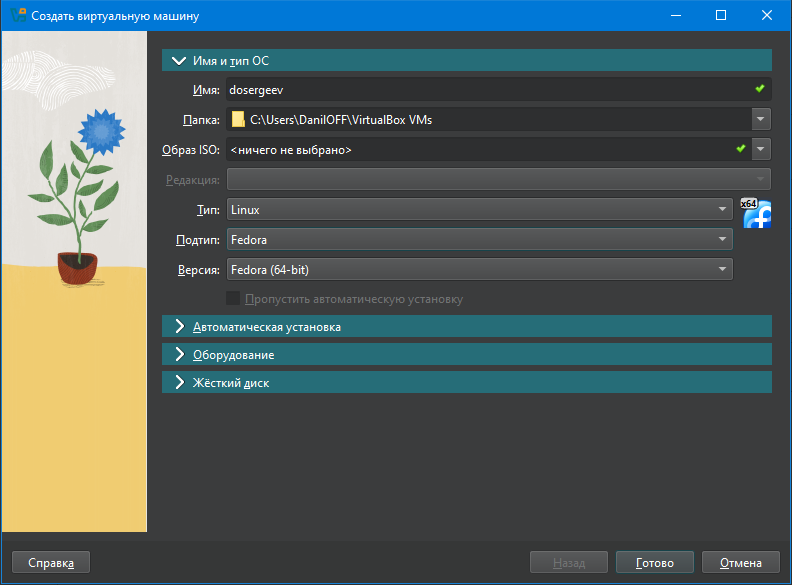 Создать виртуальную машину
Имя и тип ОС
Имя: dosergeev
Папка: C:\Users\DanilOFF\VirtualBox VMs
Образ ISO: <ничего не выбрано>
Редакция:
Тип: Linux
x64
Подтип: Fedora
Версия: Fedora (64-bit)
Пропустить автоматическую установку
Автоматическая установка
Оборудование
Жёсткий диск
Справка Назад Готово Отмена